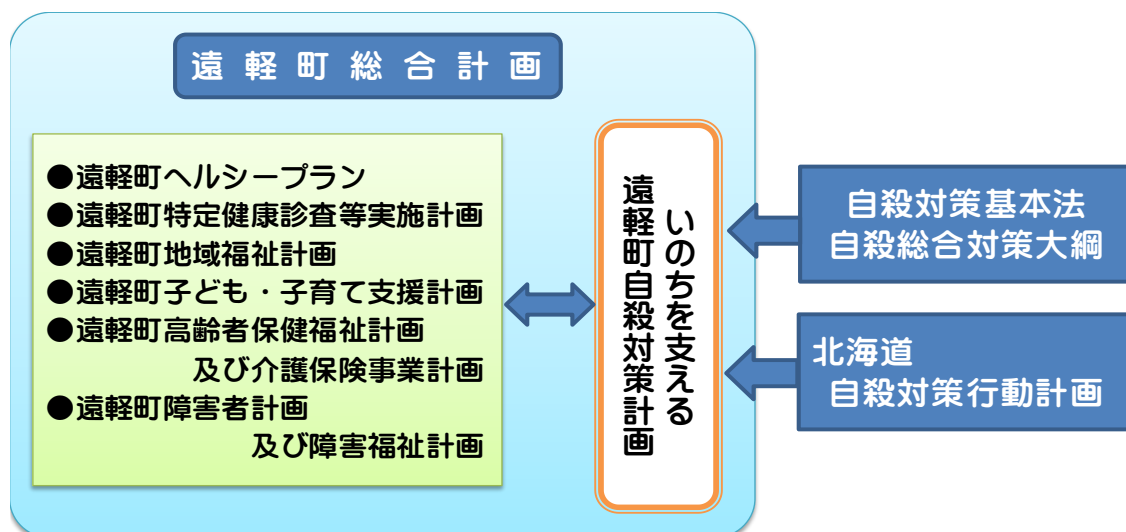 遠軽町総合計画
●遠軽町ヘルシープラン
●遠軽町特定健康診査等実施計画
●遠軽町地域福祉計画
●遠軽町子ども・子育て支援計画
●遠軽町高齢者保健福祉計画
及び介護保険事業計画
●遠軽町障害者計画
及び障害福祉計画
いのちを支える
遠軽町自殺対策計画
自殺対策基本法
自殺総合対策大綱
北海道
自殺対策行動計画